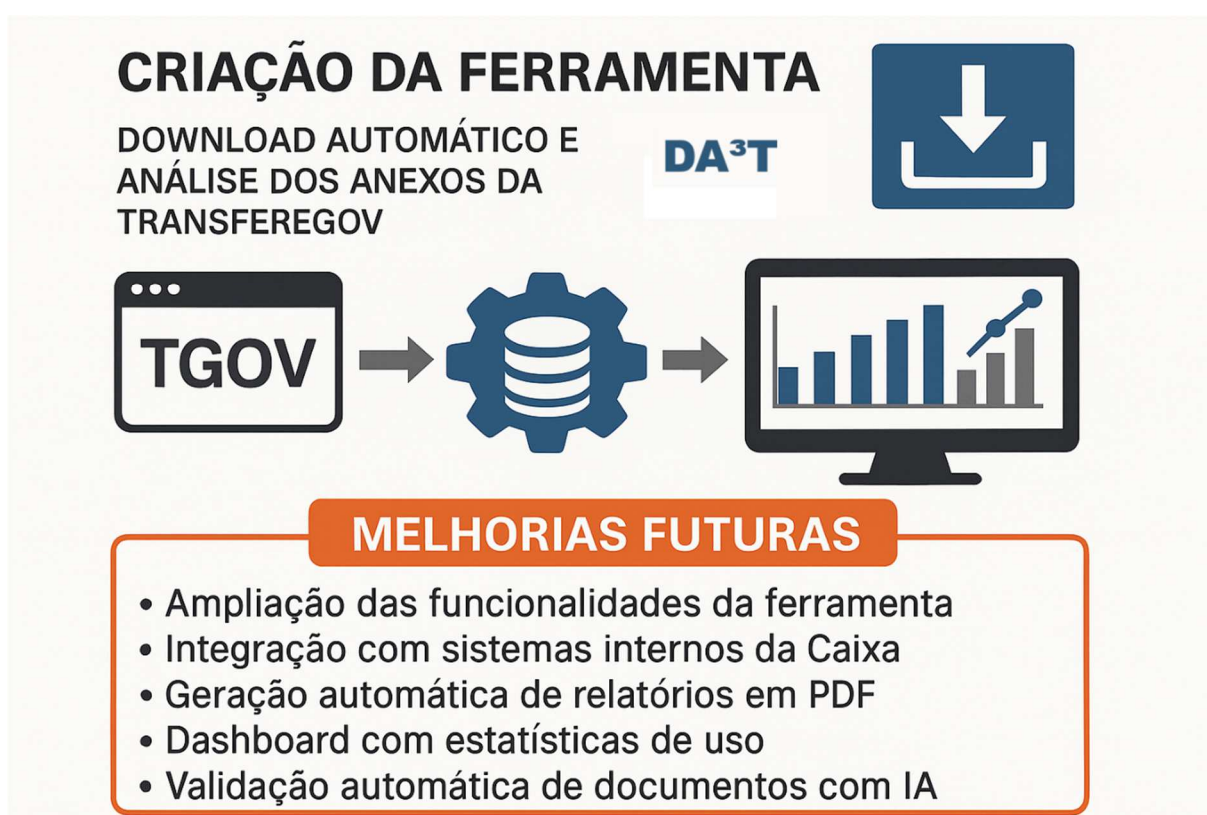 CRIAÇÃO DA FERRAMENTA
DOWNLOAD AUTOMÁTICO E
ANÁLISE DOS ANEXOS DA
TRANSFEREGOV
DA³T
TGOV
MELHORIAS FUTURAS
• Ampliação das funcionalidades da ferramenta
• Integração com sistemas internos da Caixa
• Geração automática de relatórios em PDF
• Dashboard com estatísticas de uso
• Validação automática de documentos com IA